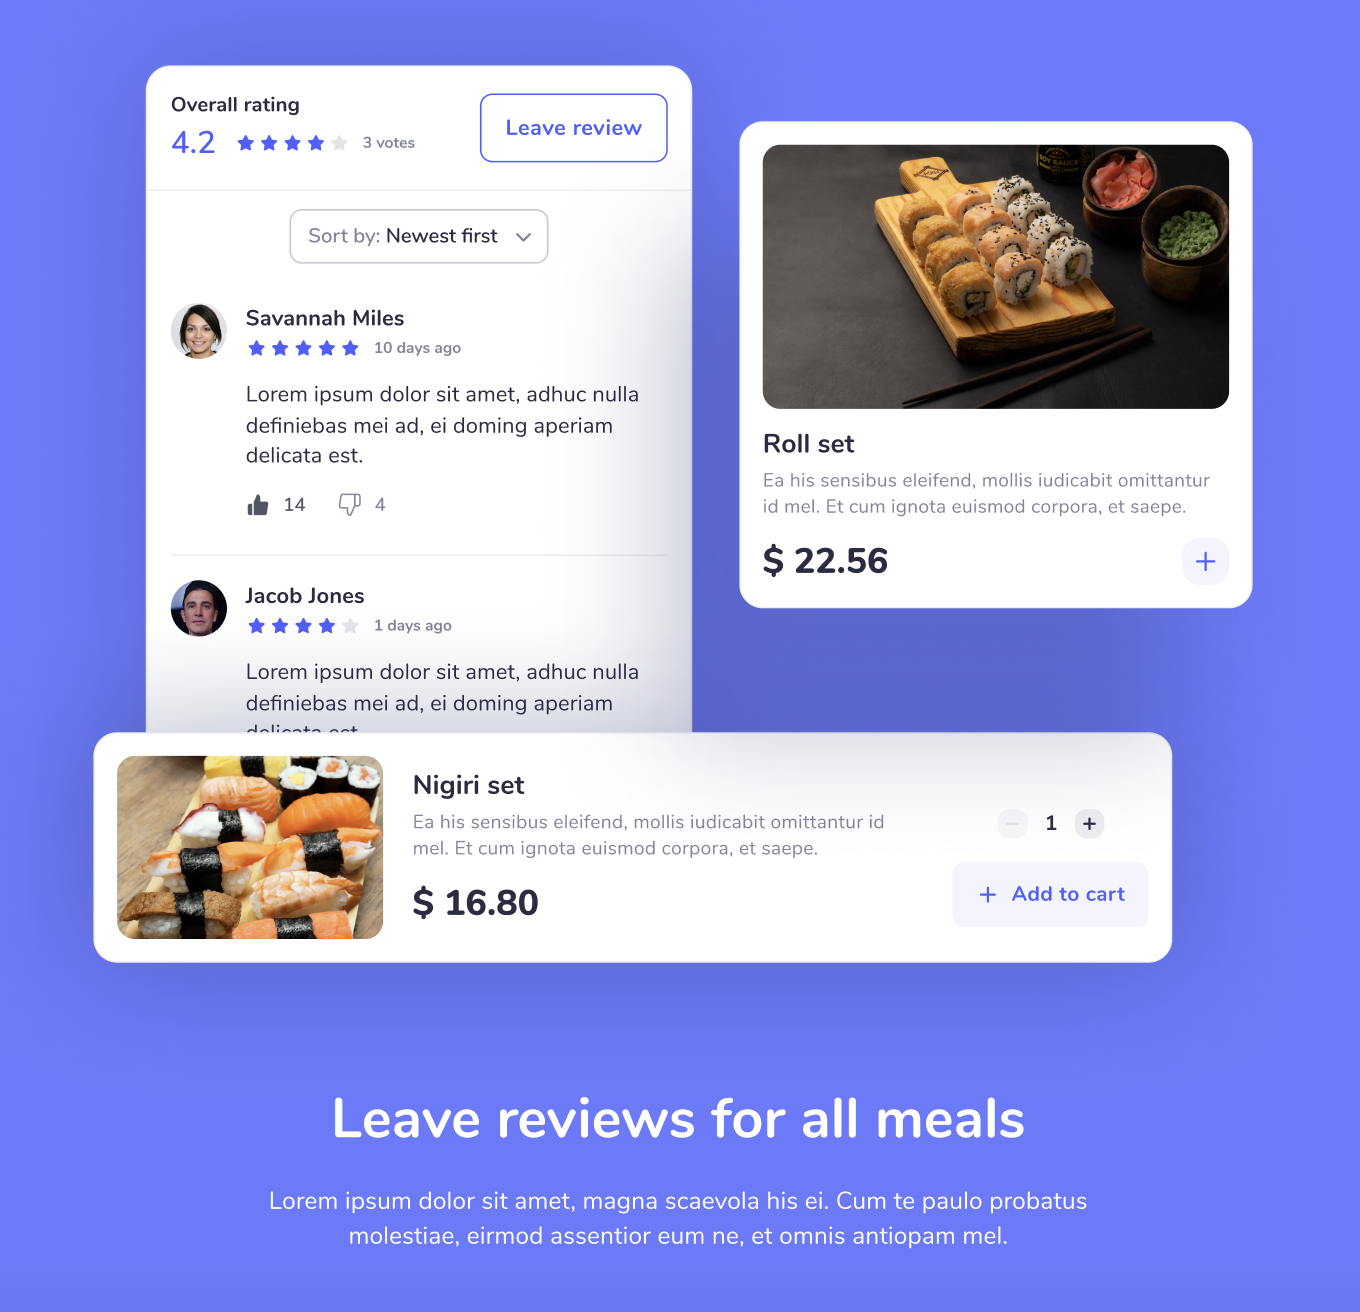 Overall rating
4.2
3 votes
Leave review
Sort by: Newest first
Savannah Miles
10 days ago
Lorem ipsum dolor sit amet, adhuc nulla
definiebas mei ad, ei doming aperiam
delicata est.
14
4
Jacob Jones
1 days ago
Lorem ipsum dolor sit amet, adhuc nulla
definiebas mei ad, ei doming aperiam
delicata est.
SOY SAUCE
Roll set
Ea his sensibus eleifend, mollis iudicabit omittantur
id mel. Et cum ignota euismod corpora, et saepe.
$ 22.56
Nigiri set
Ea his sensibus eleifend, mollis iudicabit omittantur id
mel. Et cum ignota euismod corpora, et saepe.
$ 16.80
1
Add to cart
Leave reviews for all meals
Lorem ipsum dolor sit amet, magna scaevola his ei. Cum te paulo probatus
molestiae, eirmod assentior eum ne, et omnis antiopam mel.